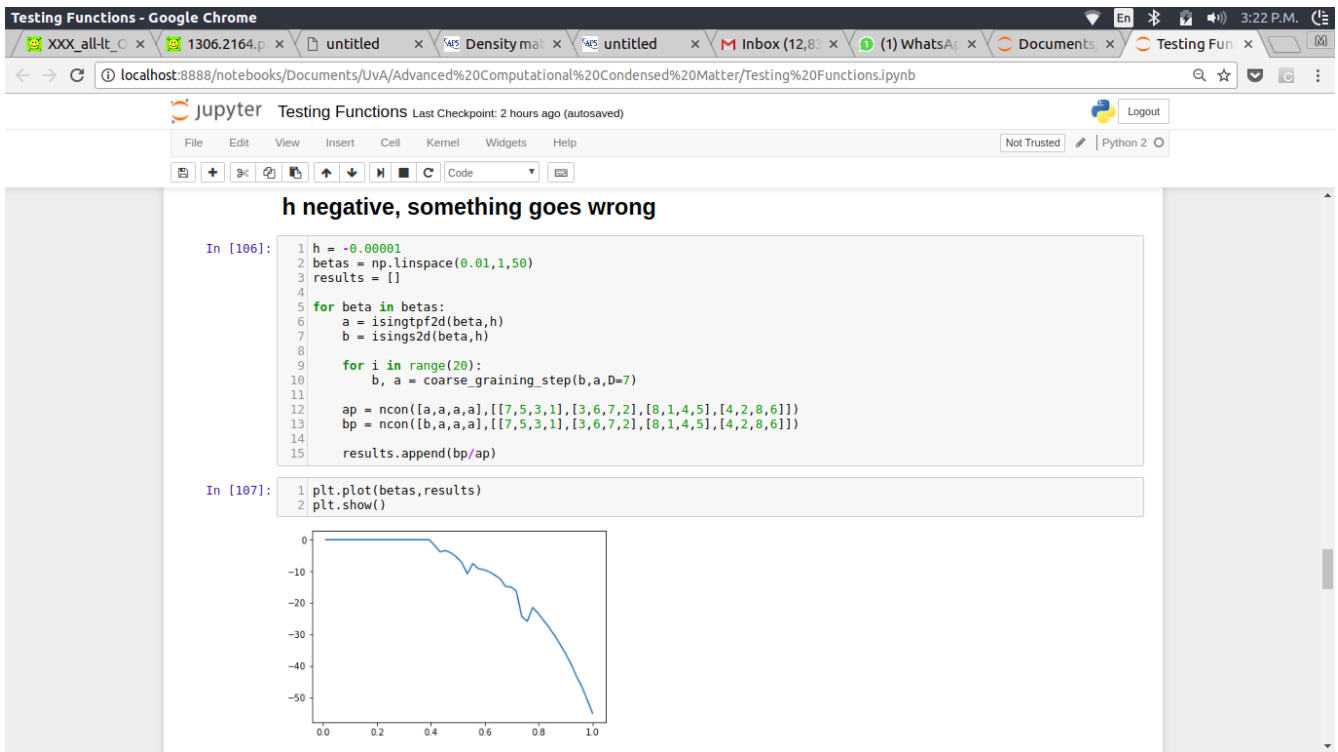 Testing Functions - Google Chrome
En 3:22 P.M.
XXX_all-lt_ 1306.2164.p untitled Density mat untitled Inbox (12,83 (1) WhatsAp Documents/ Testing Fun
localhost:8888/notebooks/Documents/UvA/Advanced%20Computational%20Condensed%20Matter/Testing%20Functions.ipynb
jupyter Testing Functions Last Checkpoint: 2 hours ago (autosaved) Logout
File Edit View Insert Cell Kernel Widgets Help Not Trusted Python 2
Code
h negative, something goes wrong
In [106]:
1 h = -0.00001
2 betas = np.linspace(0.01,1,50)
3 results = []
4
5 for beta in betas:
6     a = isingtpf2d(beta,h)
7     b = isings2d(beta,h)
8
9     for i in range(20):
10         b, a = coarse_graining_step(b,a,D=7)
11
12     ap = ncon([a,a,a,a],[[7,5,3,1],[3,6,7,2],[8,1,4,5],[4,2,8,6]])
13     bp = ncon([b,a,a,a],[[7,5,3,1],[3,6,7,2],[8,1,4,5],[4,2,8,6]])
14
15     results.append(bp/ap)
In [107]:
1 plt.plot(betas,results)
2 plt.show()
0
−10
−20
−30
−40
−50
0.0 0.2 0.4 0.6 0.8 1.0